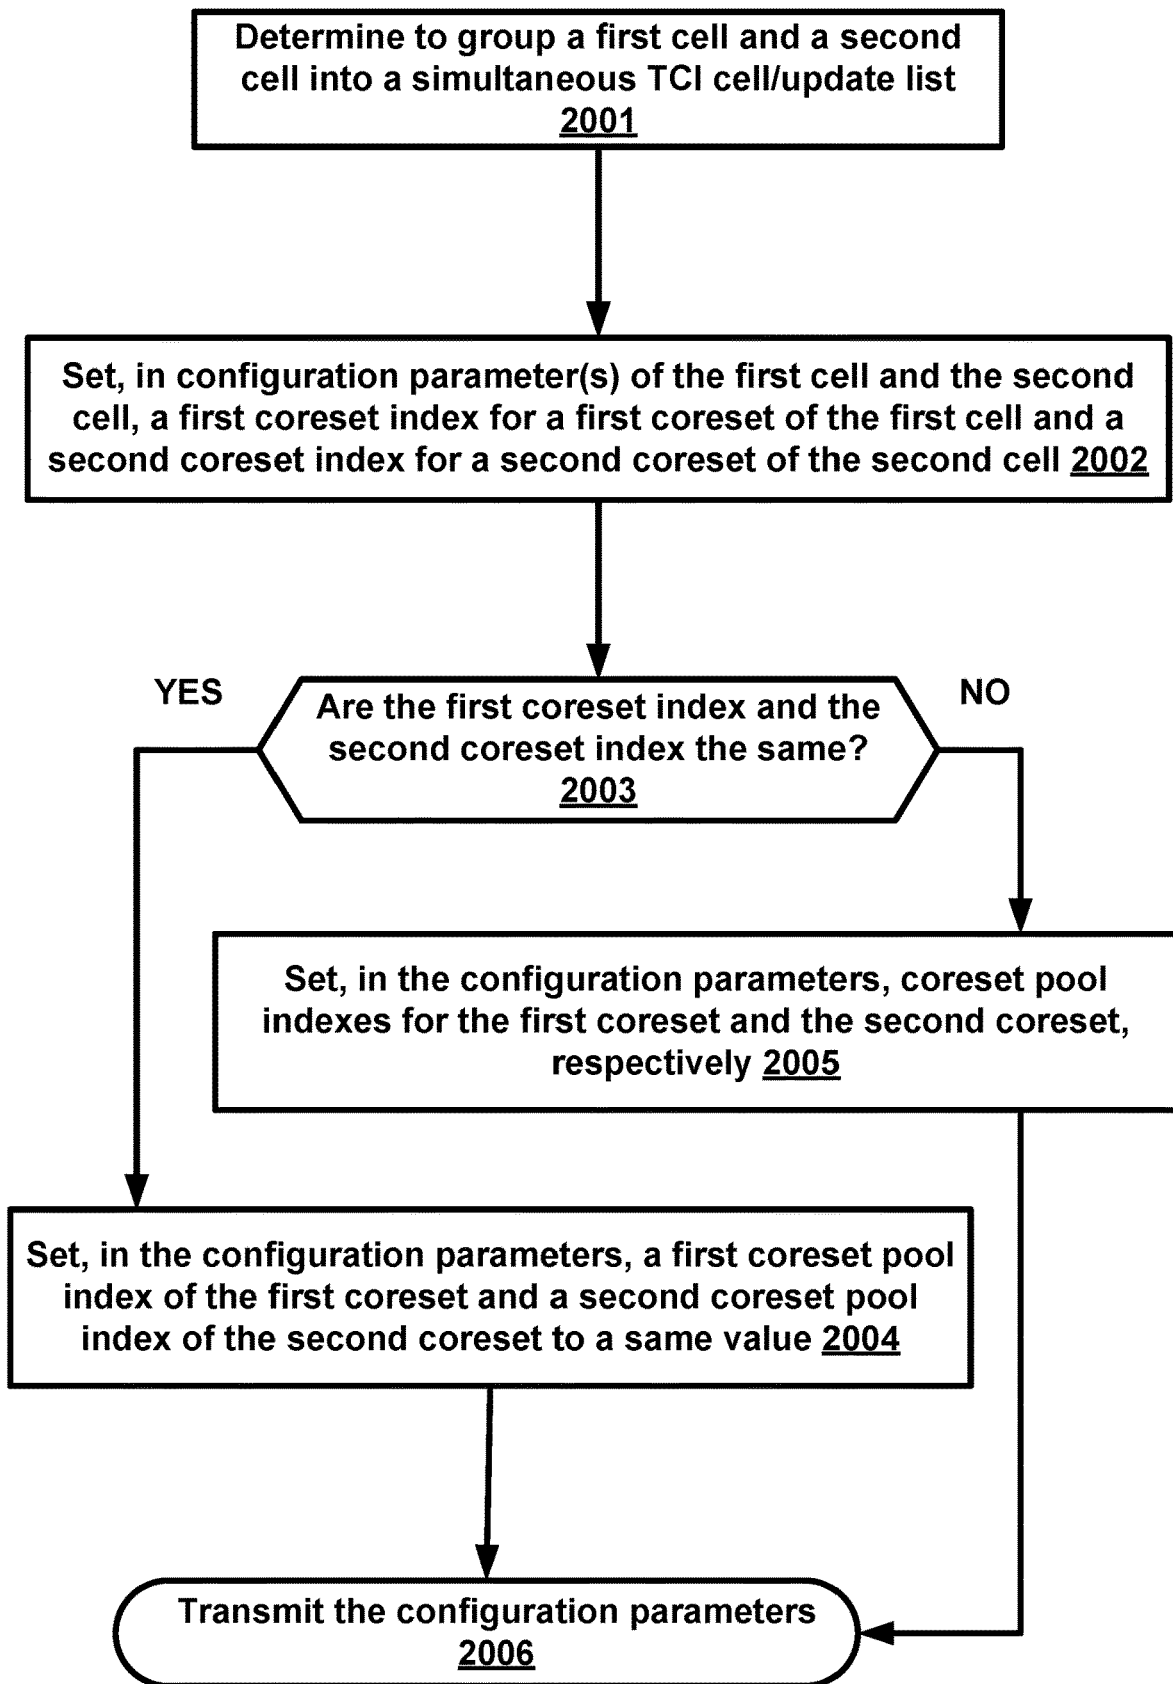 Determine to group a first cell and a second
cell into a simultaneous TCI cell/update list
2001
Set, in configuration parameter(s) of the first cell and the second
cell, a first coreset index for a first coreset of the first cell and a
second coreset index for a second coreset of the second cell 2002
YES
NO
Are the first coreset index and the
second coreset index the same?
2003
Set, in the configuration parameters, coreset pool
indexes for the first coreset and the second coreset,
respectively 2005
Set, in the configuration parameters, a first coreset pool
index of the first coreset and a second coreset pool
index of the second coreset to a same value 2004
Transmit the configuration parameters
2006